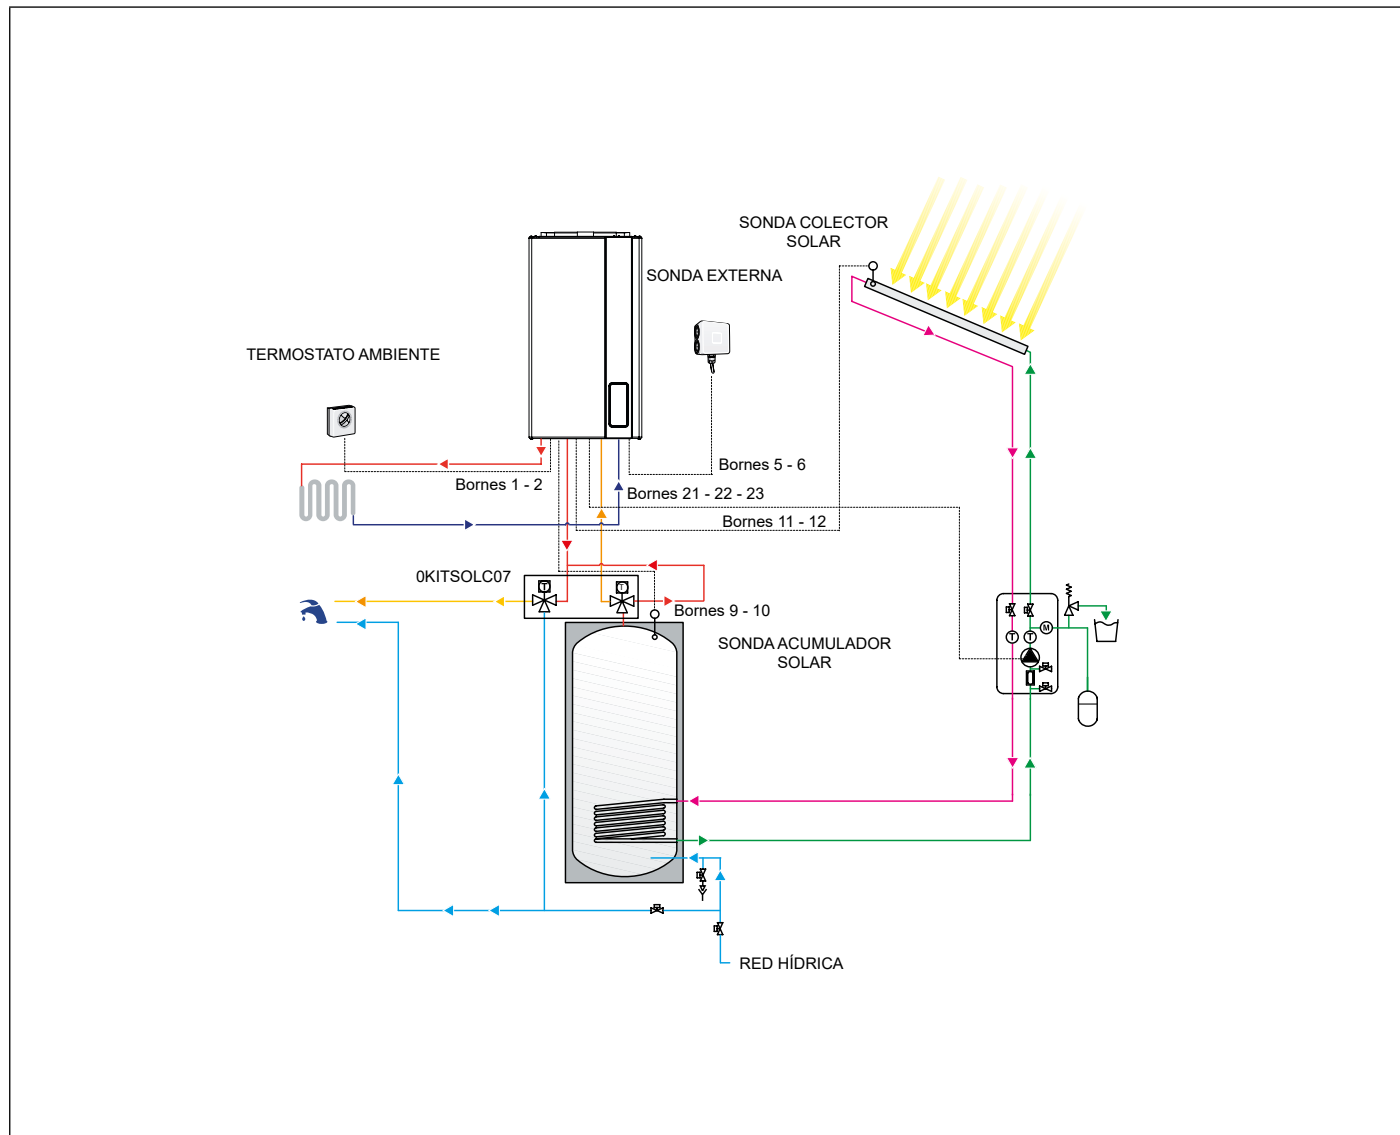 SONDA COLECTOR
SOLAR
SONDA EXTERNA
TERMOSTATO AMBIENTE
Bornes 5 - 6
Bornes 1 - 2
Bornes 21 - 22 - 23
Bornes 11 - 12
0KITSOLC07
T
T
Bornes 9 - 10
SONDA ACUMULADOR
SOLAR
M
T
T
RED HÍDRICA